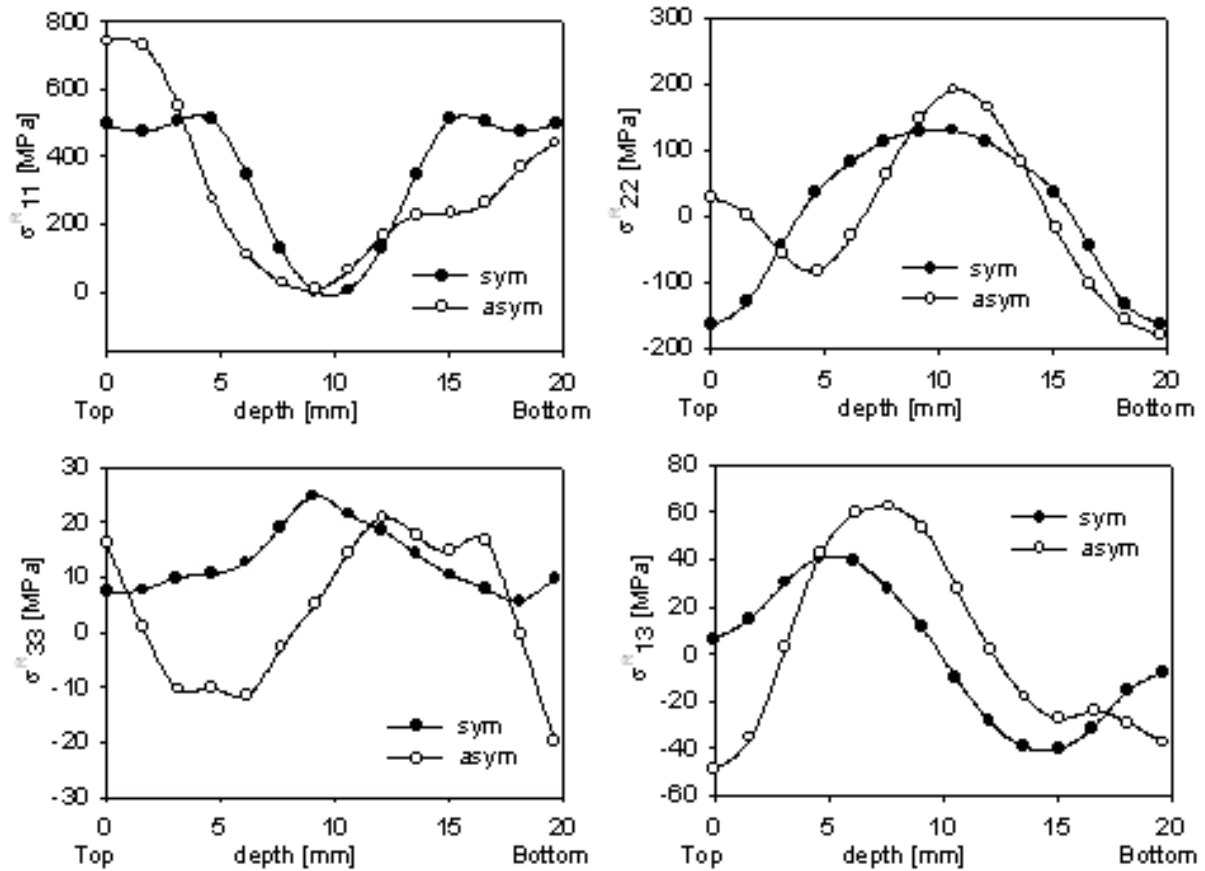 800
600
400
200
0
σᴿ11 [MPa]
sym
asym
0 5 10 15 20
Top depth [mm] Bottom
300
200
100
0
-100
-200
σᴿ22 [MPa]
sym
asym
0 5 10 15 20
Top depth [mm] Bottom
30
20
10
0
-10
-20
-30
σᴿ33 [MPa]
sym
asym
0 5 10 15 20
Top depth [mm] Bottom
80
60
40
20
0
-20
-40
-60
σᴿ13 [MPa]
sym
asym
0 5 10 15 20
Top depth [mm] Bottom